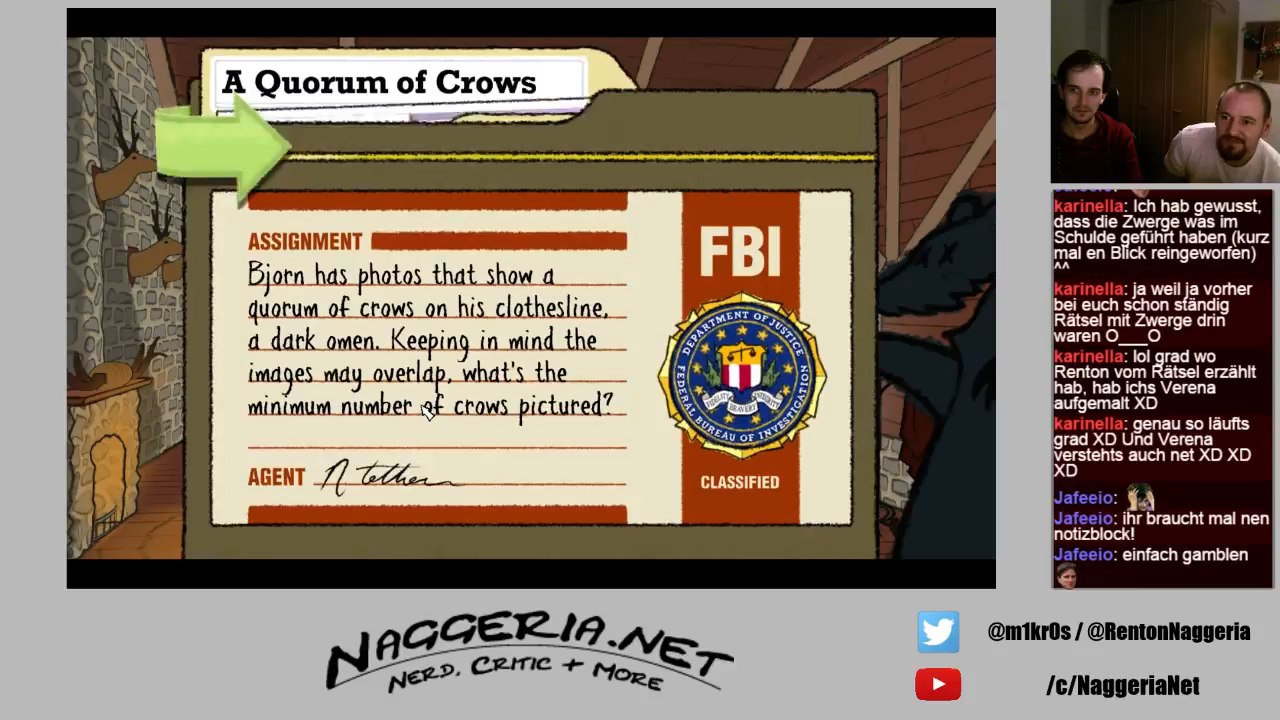 A Quorum of Crows
ASSIGNMENT
Bjorn has photos that show a
quorum of crows on his clothesline,
a dark omen. Keeping in mind the
images may overlap, what's the
minimum number of crows pictured?
AGENT N tether
FBI
DEPARTMENT OF JUSTICE
FIDELITY BRAVERY INTEGRITY
FEDERAL BUREAU OF INVESTIGATION
CLASSIFIED
karinella: Ich hab gewusst,
dass die Zwerge was im
Schulde geführt haben (kurz
mal en Blick reingeworfen)
^^
karinella: ja weil ja vorher
bei euch schon ständig
Rätsel mit Zwerge drin
waren O___O
karinella: lol grad wo
Renton vom Rätsel erzählt
hab, hab ichs Verena
aufgemalt XD
karinella: genau so läufts
grad XD Und Verena
verstehts auch net XD XD
XD
Jafeeio:
Jafeeio: ihr braucht mal nen
notizblock!
Jafeeio: einfach gamblen
NAGGERIA.NET
NERD, CRITIC + MORE
@m1kr0s / @RentonNaggeria
/c/NaggeriaNet